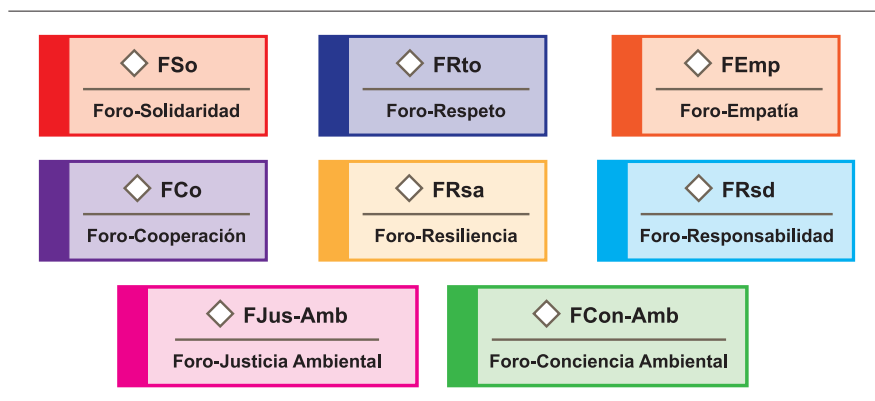 FSo
Foro-Solidaridad
FRto
Foro-Respeto
FEmp
Foro-Empatía
FCo
Foro-Cooperación
FRsa
Foro-Resiliencia
FRsd
Foro-Responsabilidad
FJus-Amb
Foro-Justicia Ambiental
FCon-Amb
Foro-Conciencia Ambiental